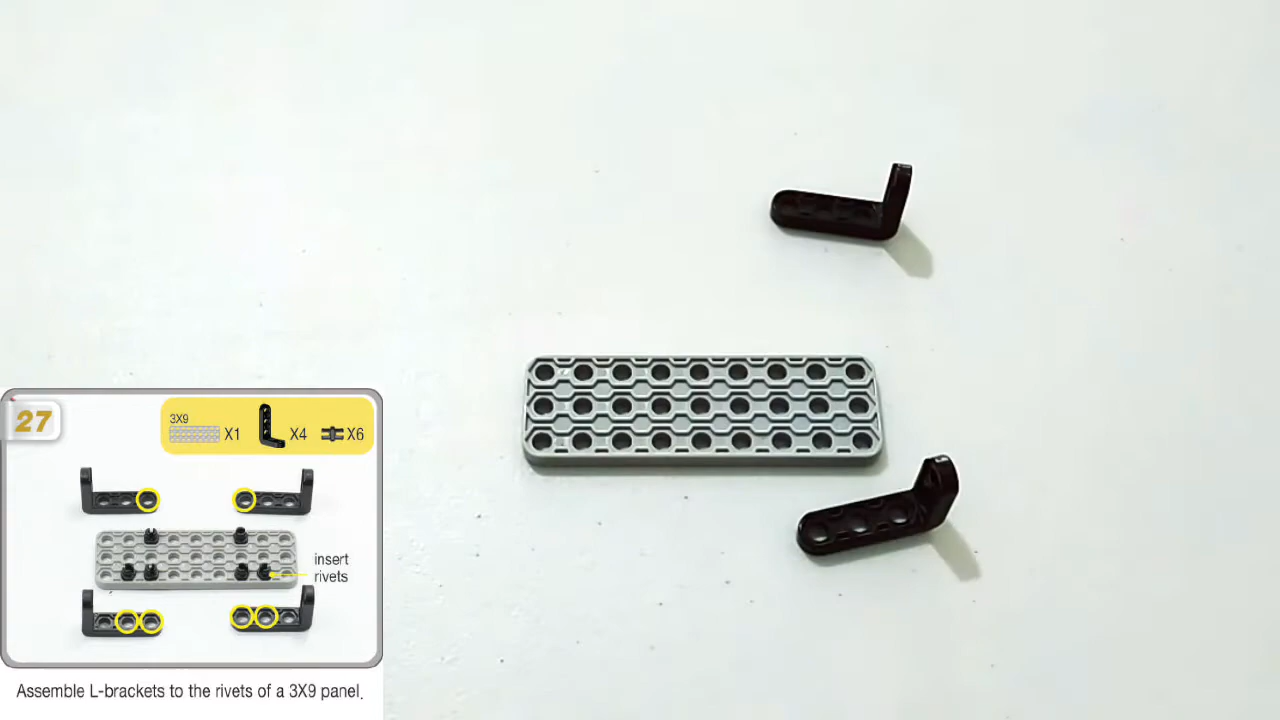 27
3X9
X1
X4
X6
insert
rivets
Assemble L-brackets to the rivets of a 3X9 panel.